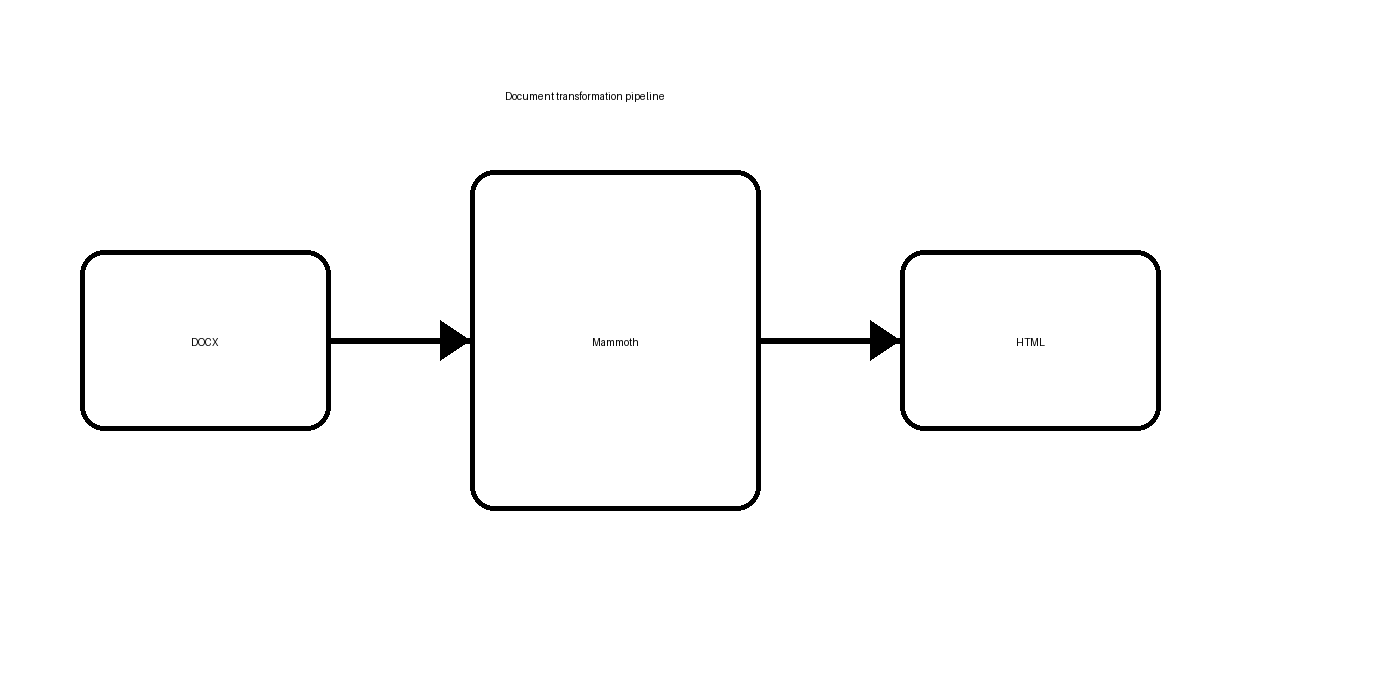 Document transformation pipeline
DOCX
Mammoth
HTML